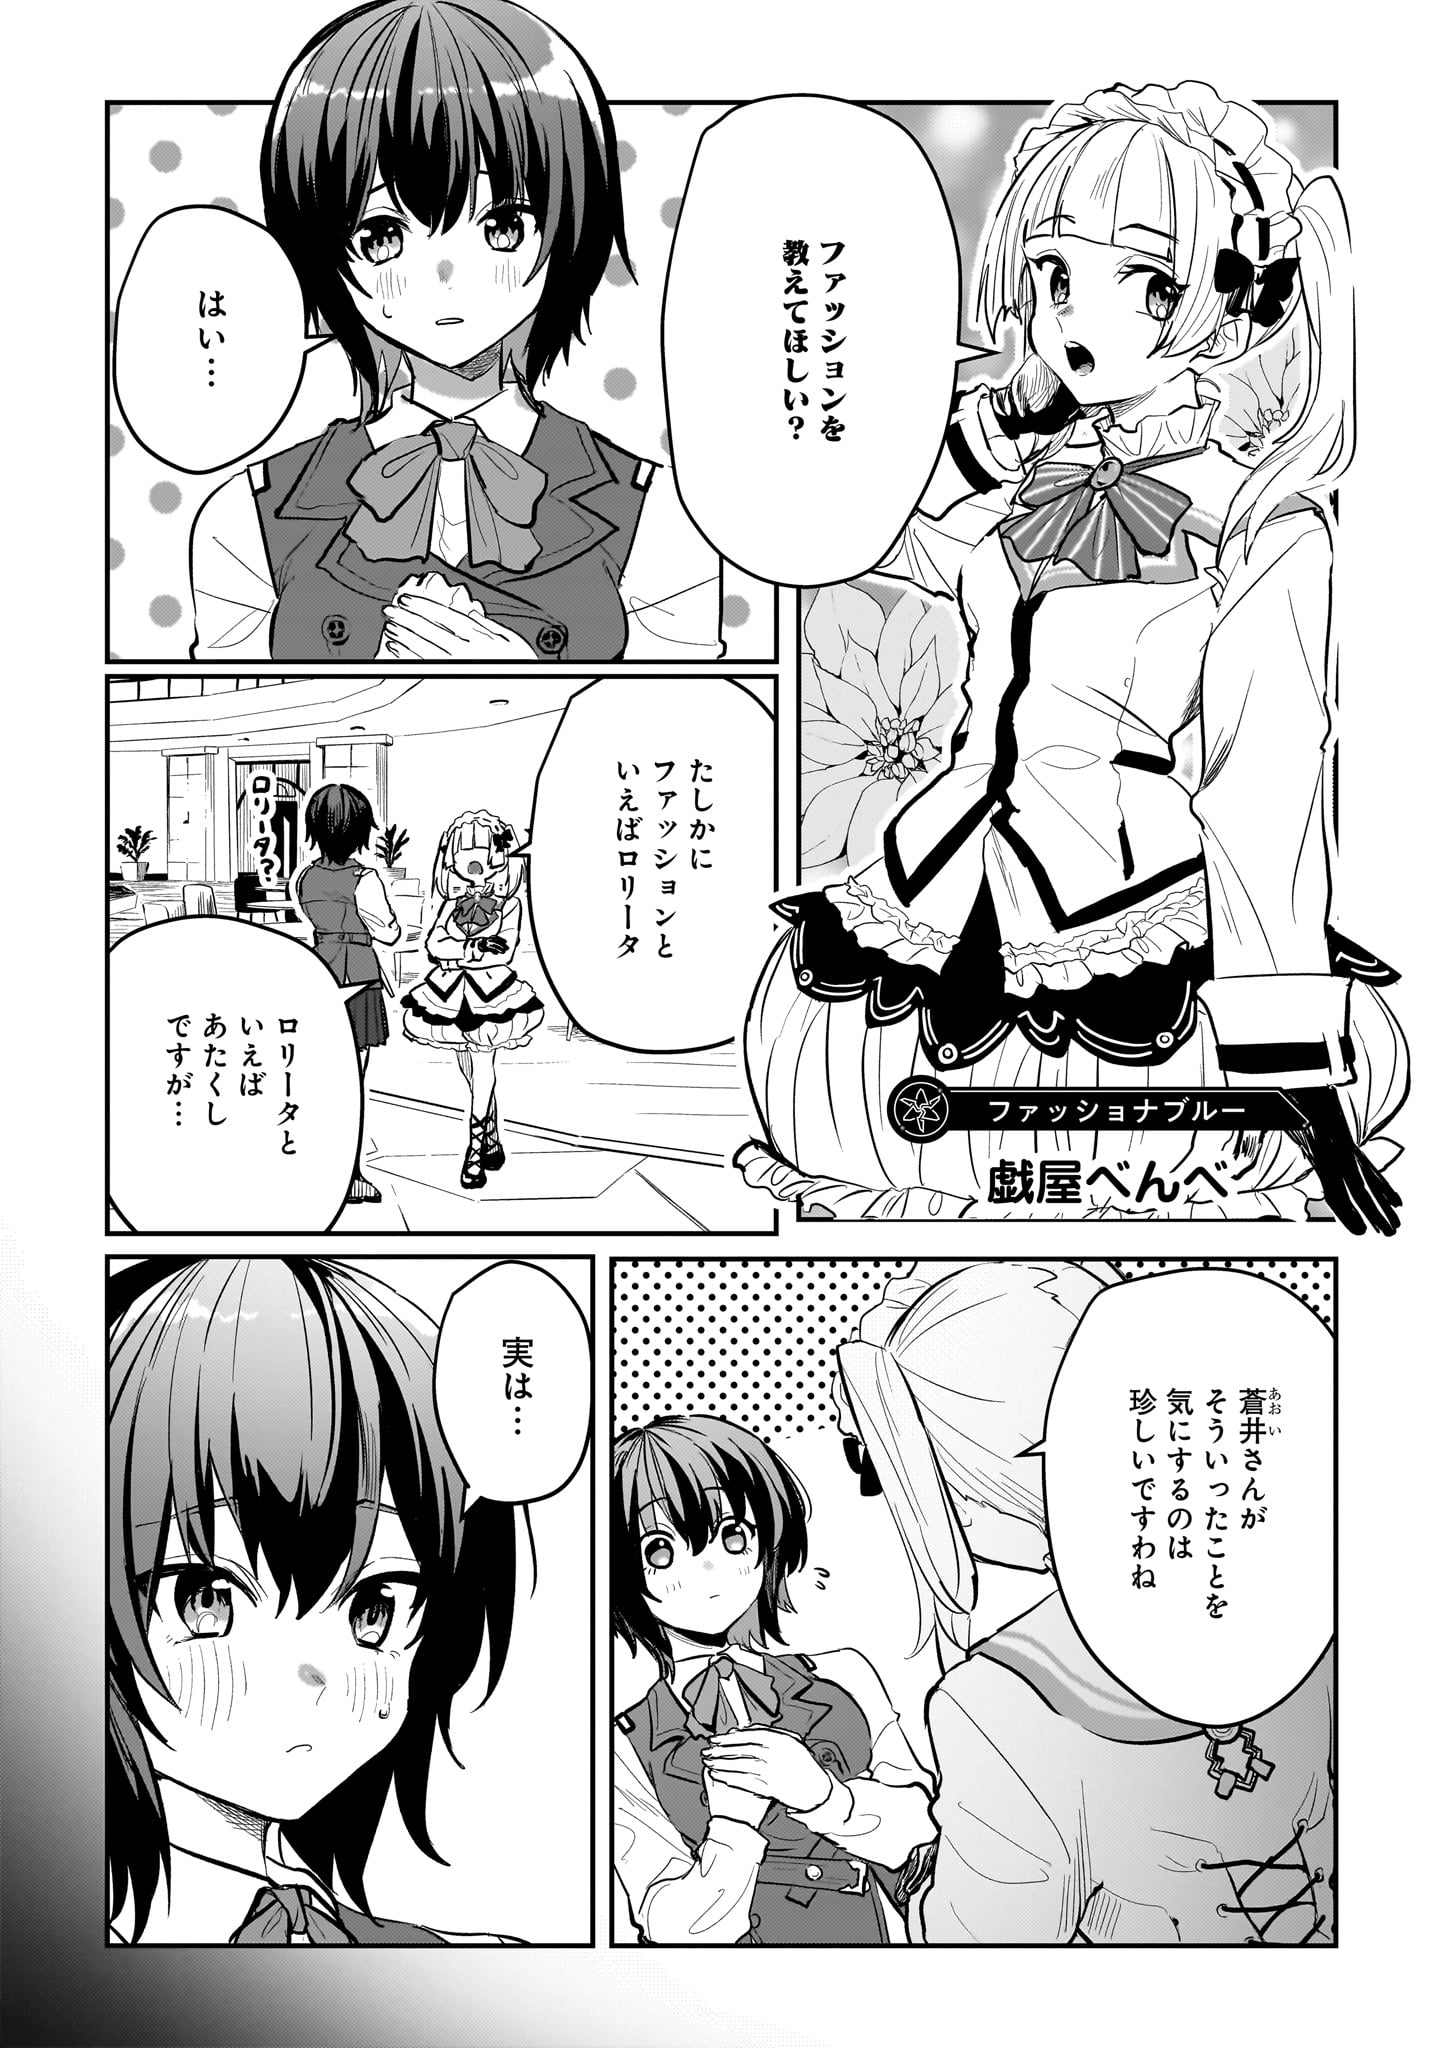 ファッションを
教えてほしい?
ファッショナブルー
戯屋べんべ
はい…
たしかに
ファッションと
いえばロリータ
ロリータ?
ロリータと
いえば
あたくし
ですが…
蒼井さんが
あおい
そういったことを
気にするのは
珍しいですわね
実は…